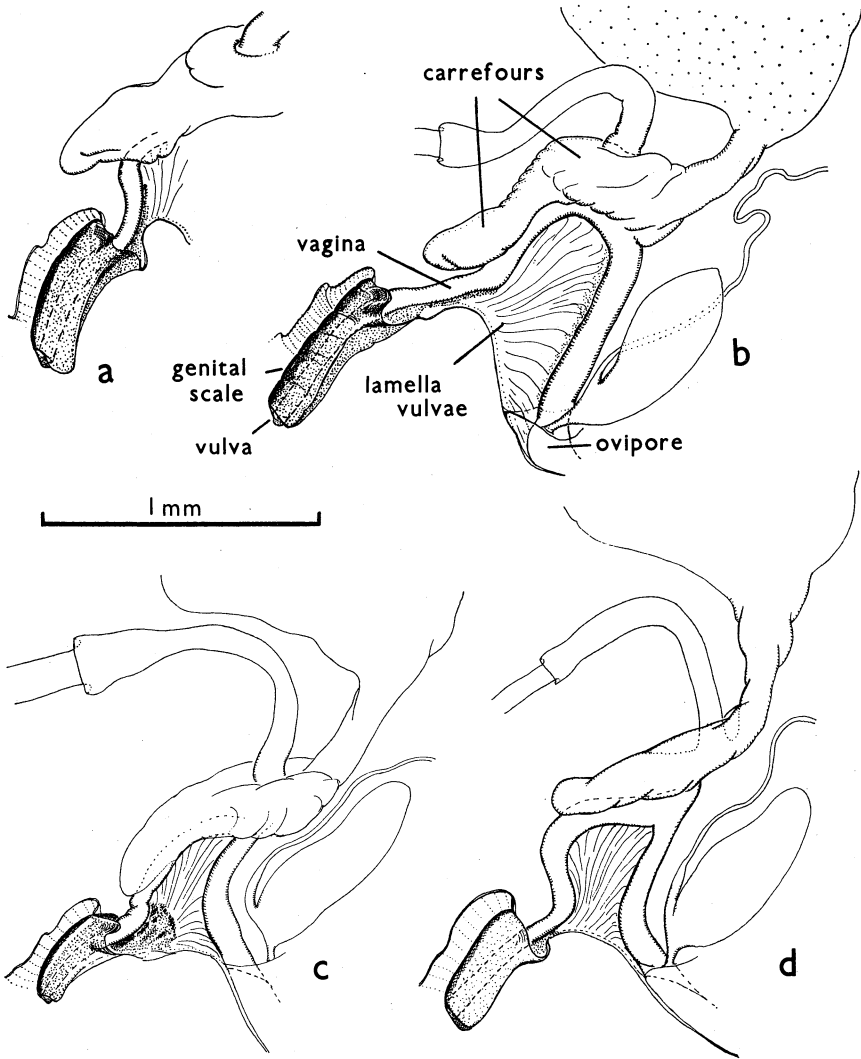 carrefours
vagina
a
b
genital
scale
lamella
vulvae
vulva
ovipore
1 mm
c
d